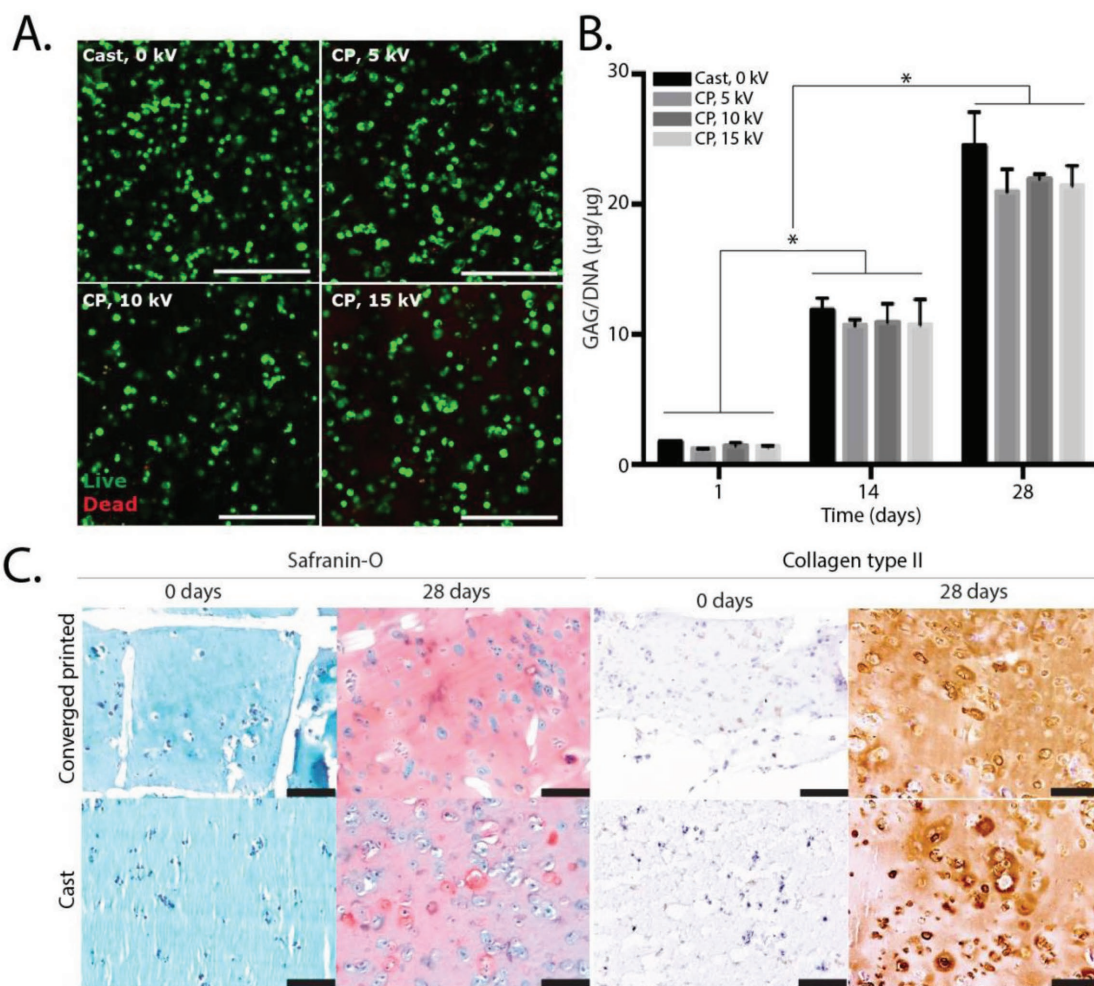 A.
Cast, 0 kV
CP, 5 kV
CP, 10 kV
CP, 15 kV
Live
Dead
B.
30
20
10
0
GAG/DNA (µg/µg)
Cast, 0 kV
CP, 5 kV
CP, 10 kV
CP, 15 kV
*
*
1
14
28
Time (days)
C.
Safranin-O
Collagen type II
0 days
28 days
0 days
28 days
Converged printed
Cast